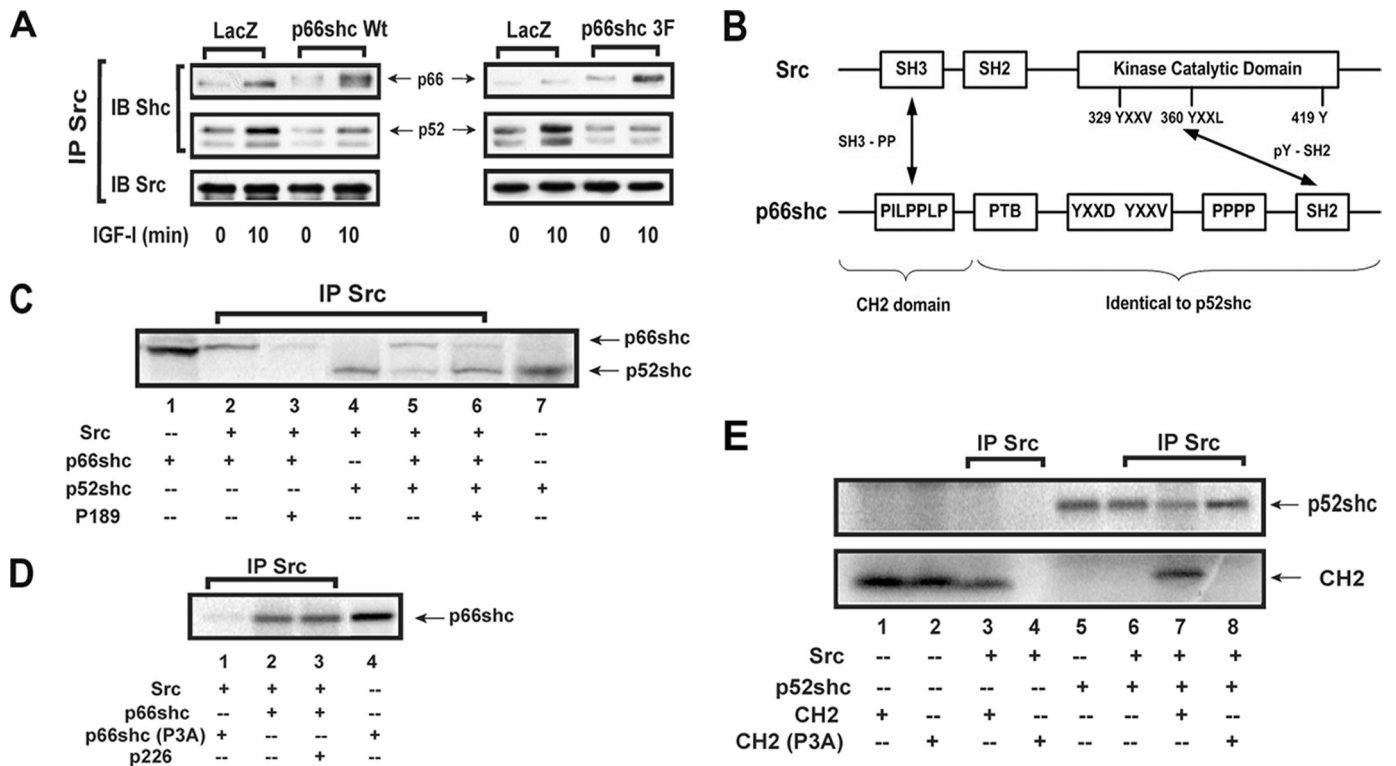 A
LacZ p66shc Wt LacZ p66shc 3F
IP Src
IB Shc
p66
p52
IB Src
IGF-I (min) 0 10 0 10 0 10 0 10
B
Src SH3 SH2 Kinase Catalytic Domain
329 YXXV 360 YXXL 419 Y
SH3 - PP pY - SH2
p66shc PILPPLP PTB YXXD YXXV PPPP SH2
CH2 domain Identical to p52shc
C
IP Src
p66shc
p52shc
1 2 3 4 5 6 7
Src -- + + + + + --
p66shc + + + -- + + --
p52shc -- -- -- + + + +
P189 -- -- + -- -- + --
D
IP Src
p66shc
1 2 3 4
Src + + + --
p66shc -- + + --
p66shc (P3A) + -- -- +
p226 -- -- + --
E
IP Src IP Src
p52shc
CH2
1 2 3 4 5 6 7 8
Src -- -- + + -- + + +
p52shc -- -- -- -- + + + +
CH2 + -- + -- -- -- + --
CH2 (P3A) -- + -- + -- -- -- +